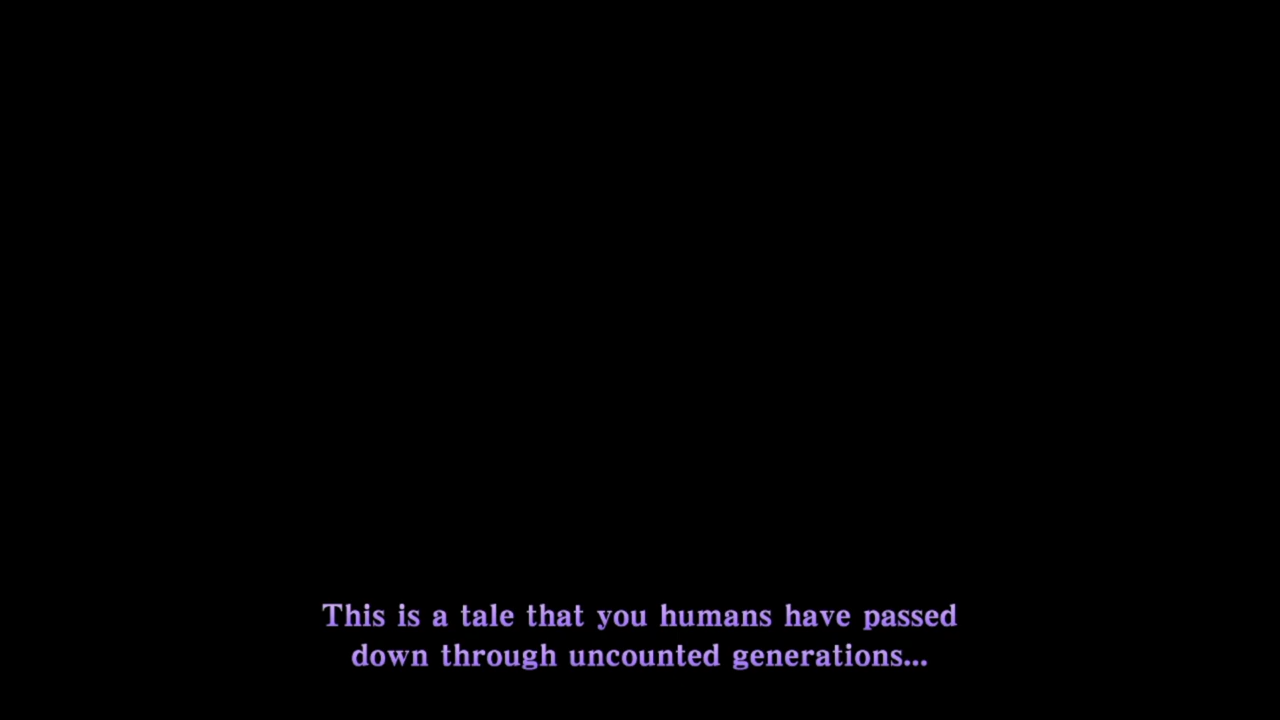 This is a tale that you humans have passed
down through uncounted generations...